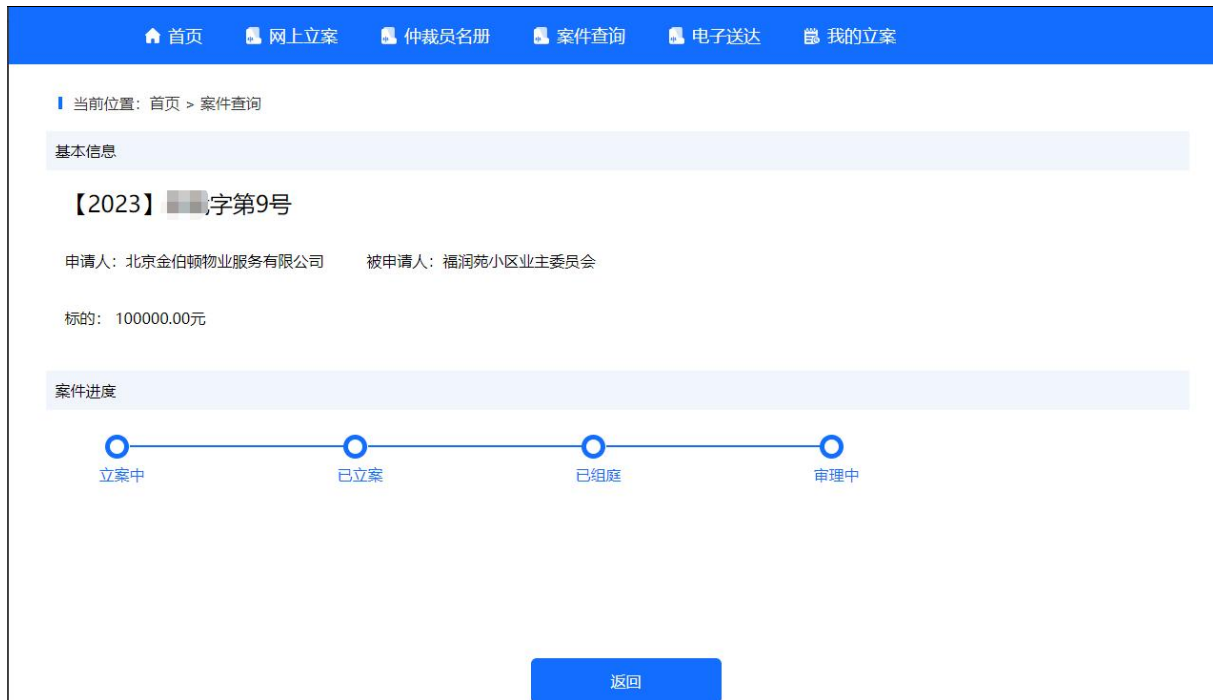 首页 网上立案 仲裁员名册 案件查询 电子送达 我的立案
当前位置：首页 > 案件查询
基本信息
【2023】 字第9号
申请人：北京金伯顿物业服务有限公司 被申请人：福润苑小区业主委员会
标的： 100000.00元
案件进度
立案中 已立案 已组庭 审理中
返回